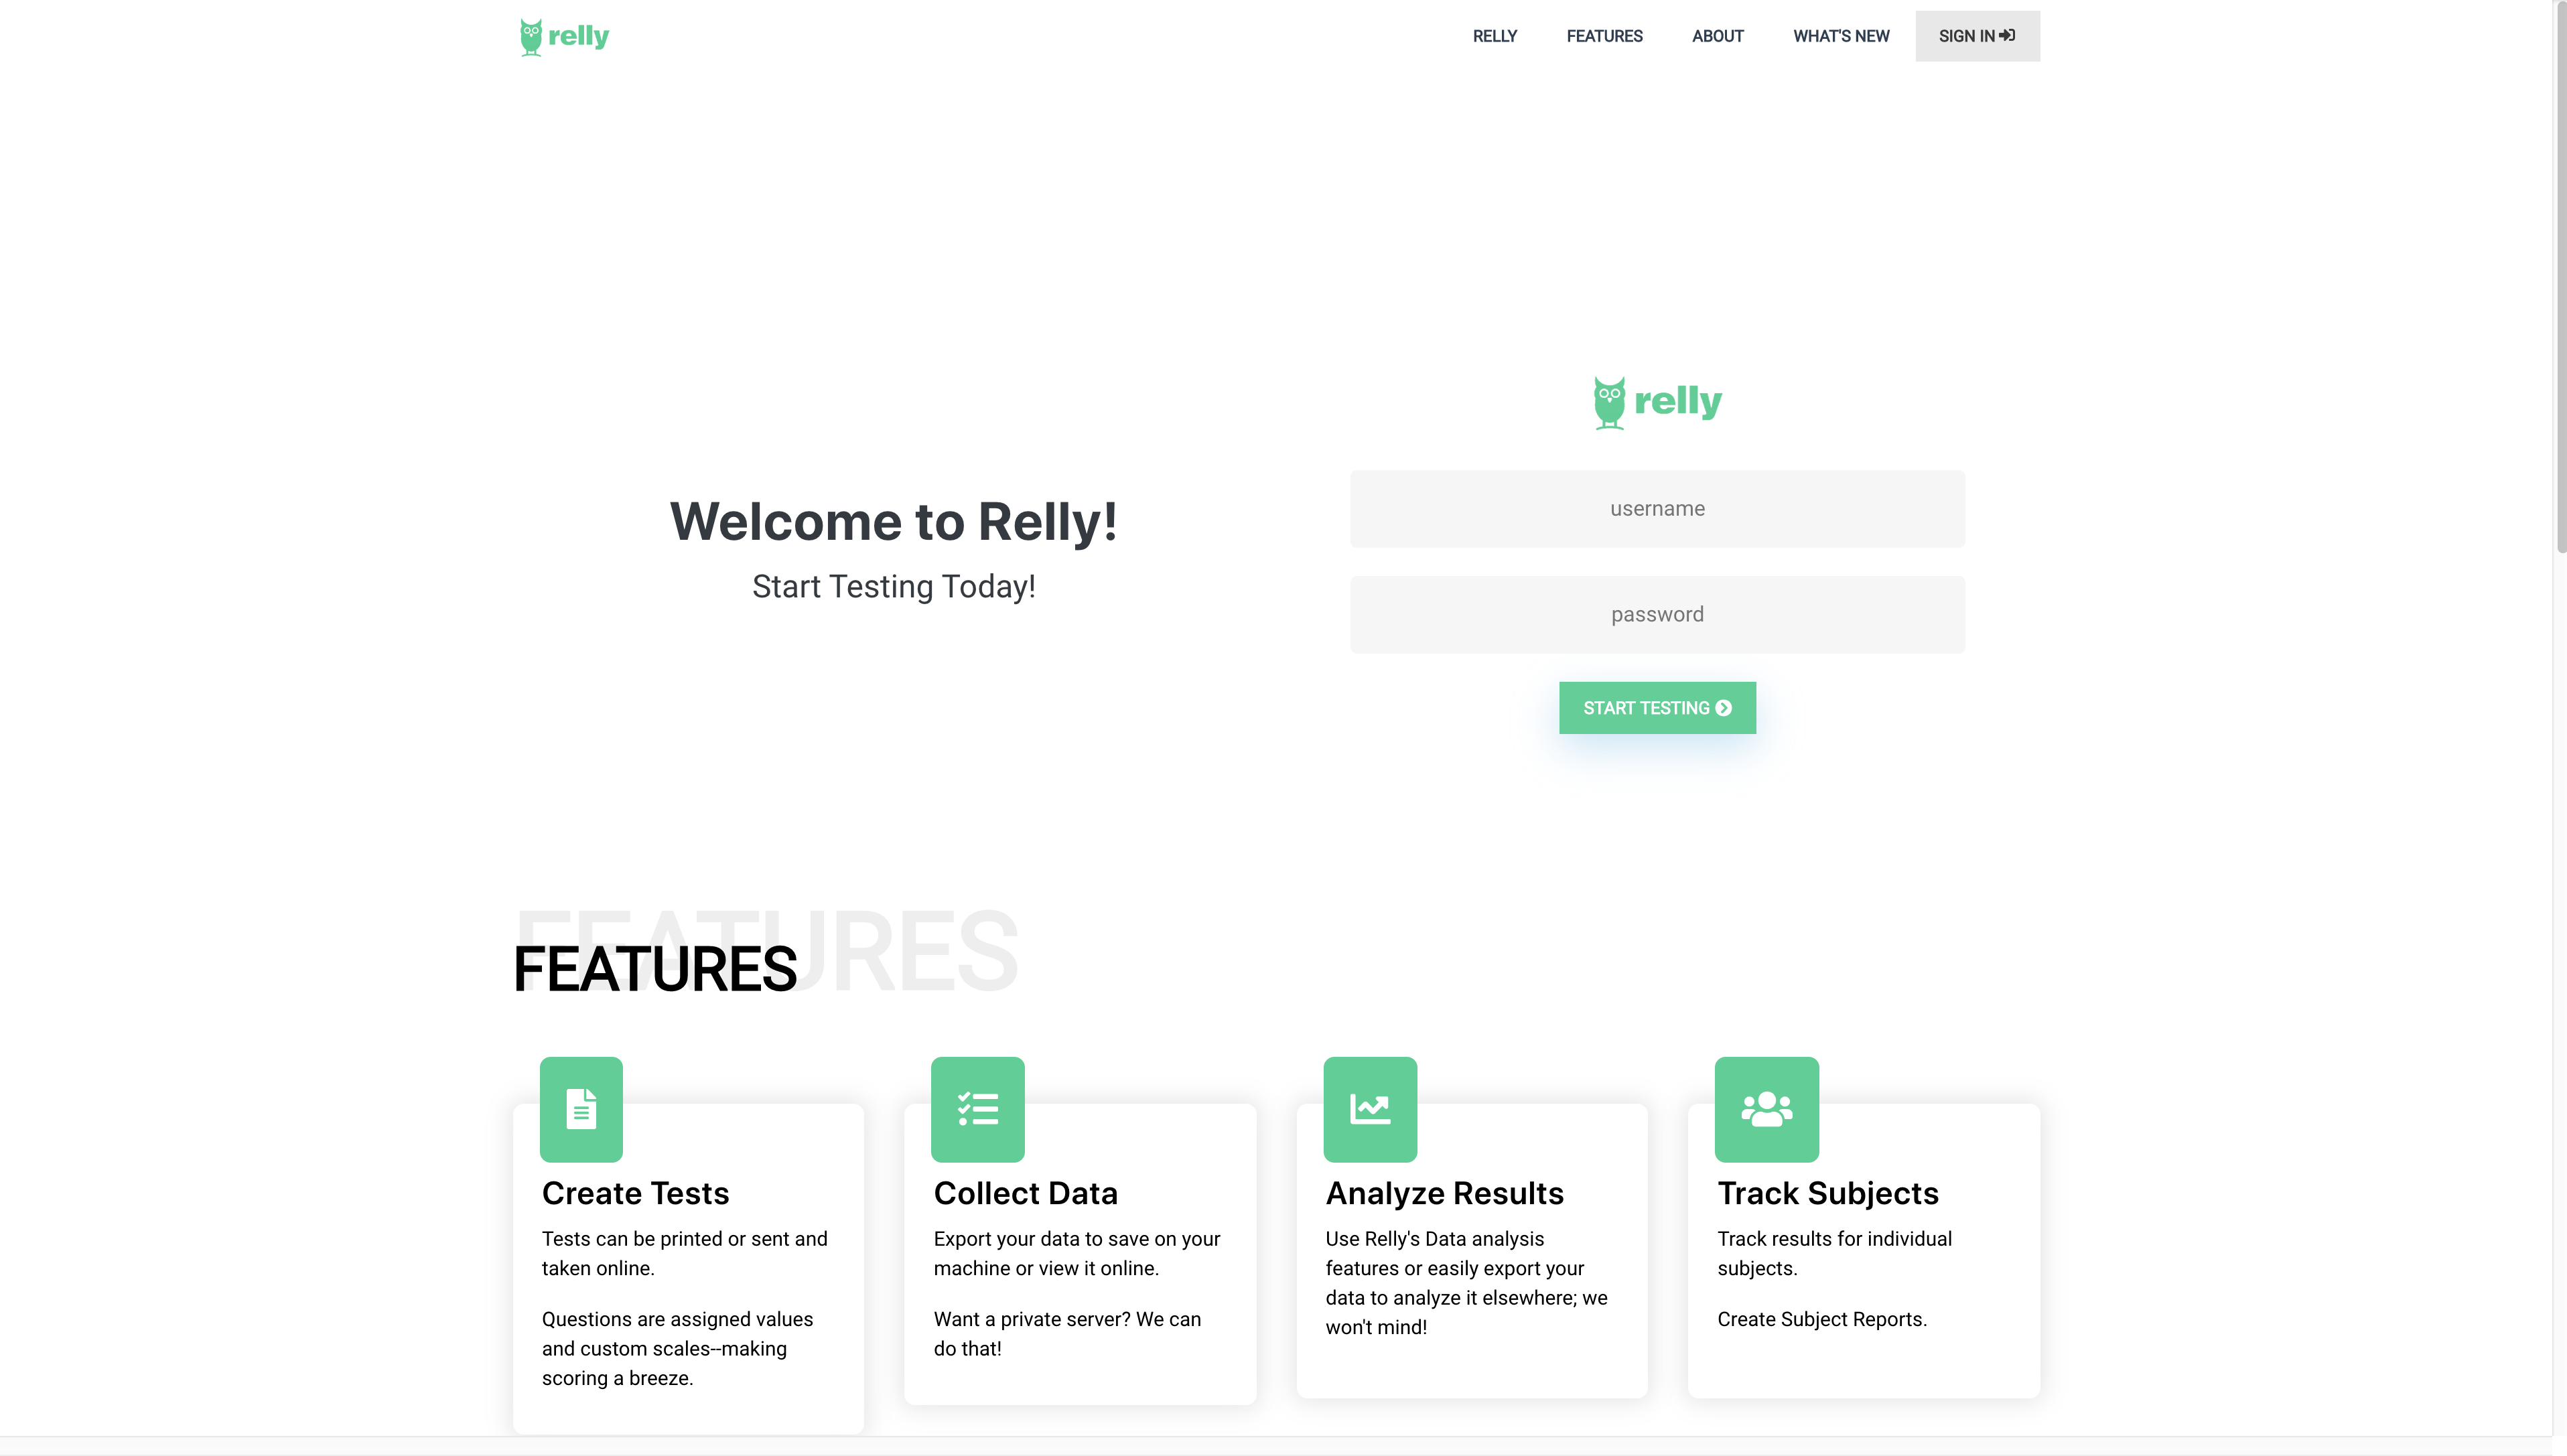 relly
RELLY FEATURES ABOUT WHAT'S NEW SIGN IN
relly
username
Welcome to Relly!
Start Testing Today!
password
START TESTING
FEATURES
FEATURES
Create Tests
Tests can be printed or sent and
taken online.
Questions are assigned values
and custom scales--making
scoring a breeze.
Collect Data
Export your data to save on your
machine or view it online.
Want a private server? We can
do that!
Analyze Results
Use Relly's Data analysis
features or easily export your
data to analyze it elsewhere; we
won't mind!
Track Subjects
Track results for individual
subjects.
Create Subject Reports.